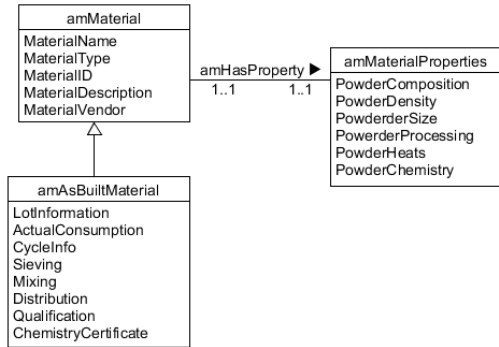 amMaterial
MaterialName
MaterialType
MaterialID
MaterialDescription
MaterialVendor
amHasProperty ▶
1..1 1..1
amMaterialProperties
PowderComposition
PowderDensity
PowderderSize
PowerderProcessing
PowderHeats
PowderChemistry
amAsBuiltMaterial
LotInformation
ActualConsumption
CycleInfo
Sieving
Mixing
Distribution
Qualification
ChemistryCertificate